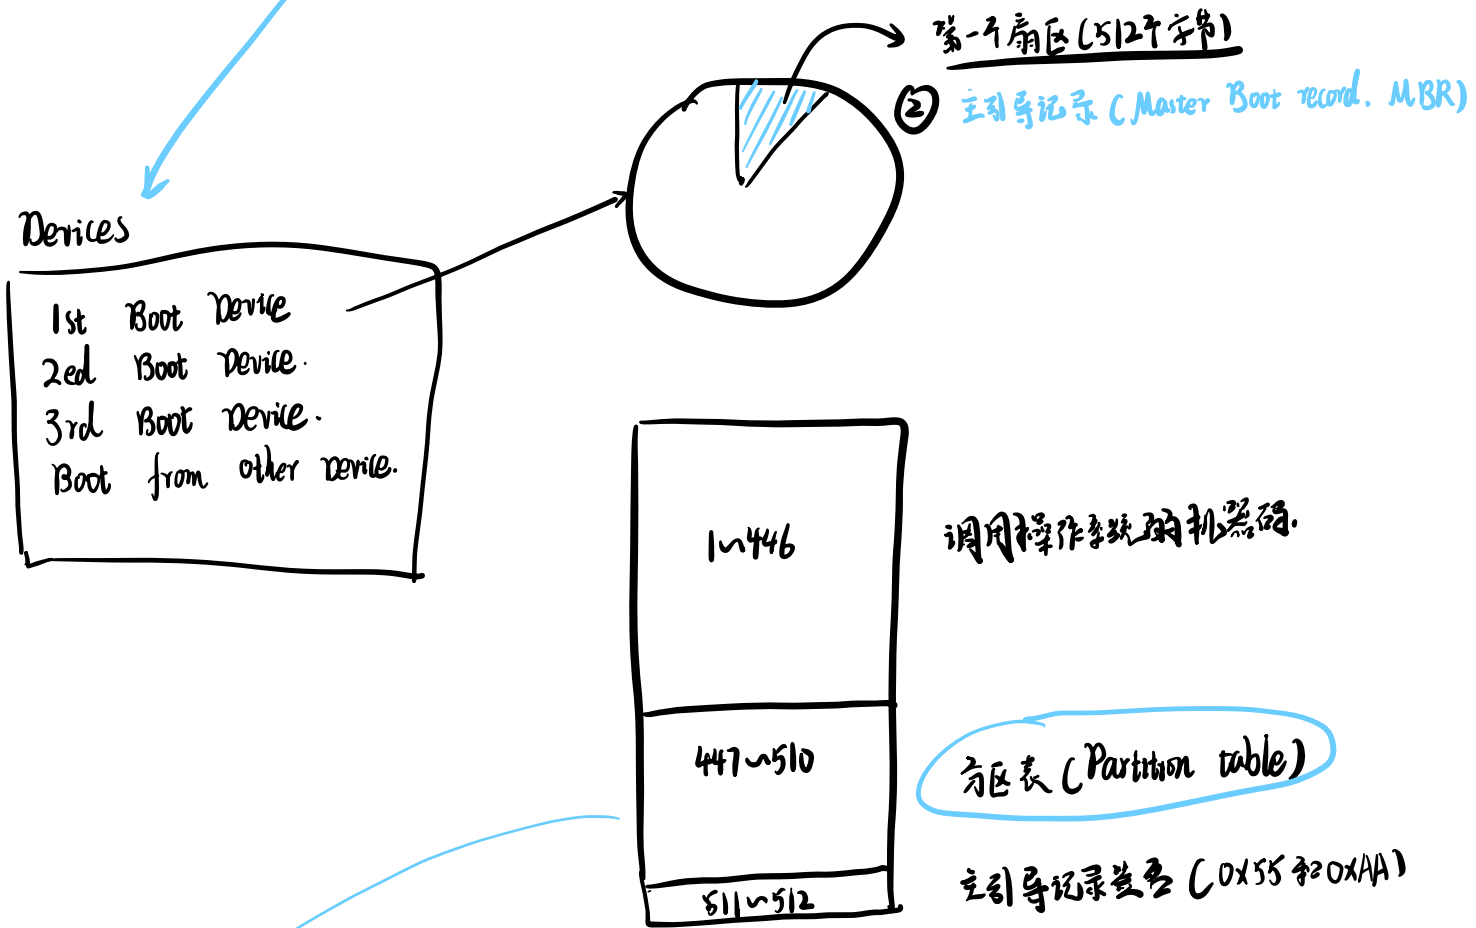 第一个扇区(512个字节)
② 主引导记录(Master Boot record. MBR)
Devices
1st Boot Device
2ed Boot Device.
3rd Boot Device.
Boot from other Device.
1~446
调用操作系统的机器码.
447~510
分区表(Partition table)
511~512
主引导记录签名(0x55和0xAA)